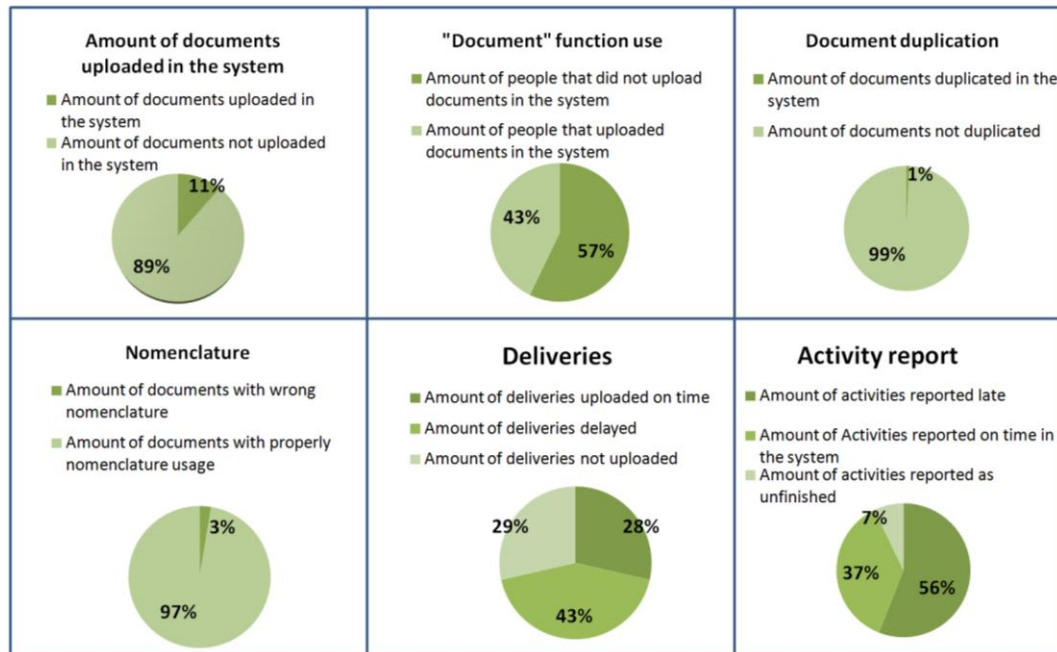 Amount of documents
uploaded in the system
Amount of documents uploaded in
the system
Amount of documents not uploaded
in the system
11%
89%
"Document" function use
Amount of people that did not upload
documents in the system
Amount of people that uploaded
documents in the system
43%
57%
Document duplication
Amount of documents duplicated in the
system
Amount of documents not duplicated
1%
99%
Nomenclature
Amount of documents with wrong
nomenclature
Amount of documents with properly
nomenclature usage
3%
97%
Deliveries
Amount of deliveries uploaded on time
Amount of deliveries delayed
Amount of deliveries not uploaded
29%
28%
43%
Activity report
Amount of activities reported late
Amount of Activities reported on time in
the system
Amount of activities reported as
unfinished
7%
37%
56%